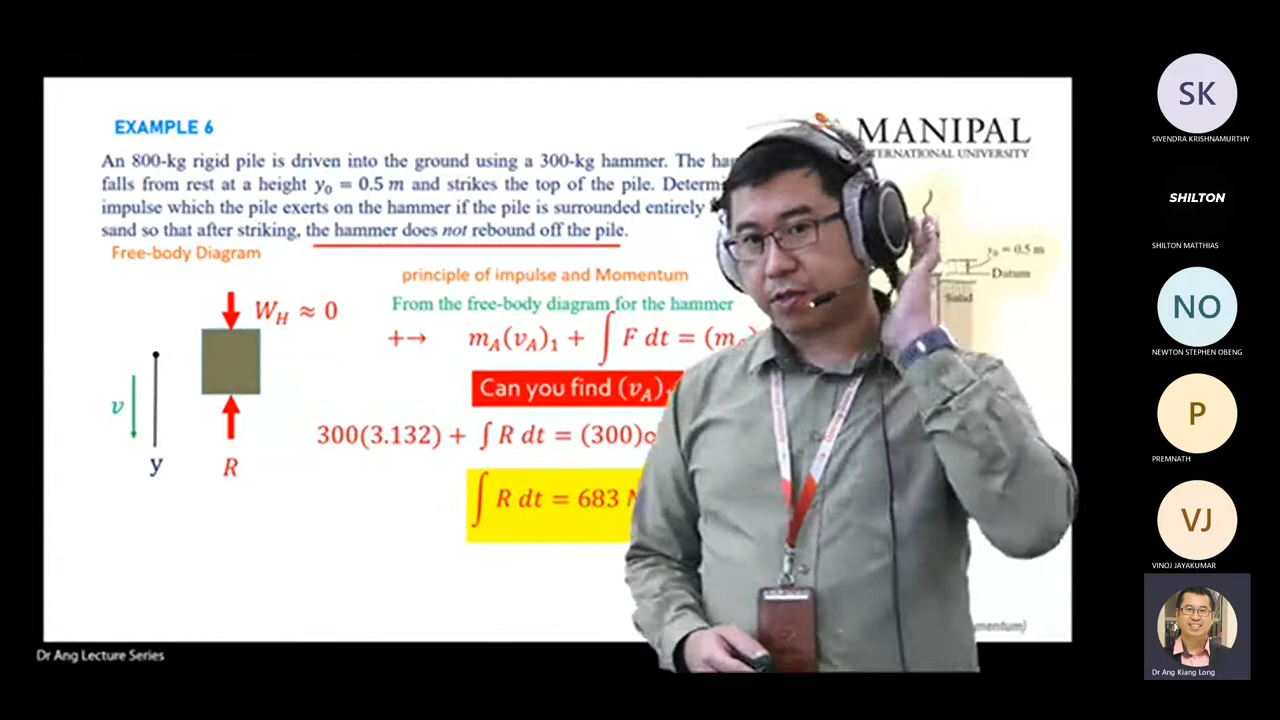 EXAMPLE 6
MANIPAL
INTERNATIONAL UNIVERSITY
An 800-kg rigid pile is driven into the ground using a 300-kg hammer. The
falls from rest at a height y₀ = 0.5 m and strikes the top of the pile.
impulse which the pile exerts on the hammer if the pile is surrounded entirely
sand so that after striking, the hammer does not rebound off the pile.
Free-body Diagram
y₀ = 0.5 m
Datum
Sand
principle of impulse and Momentum
From the free-body diagram for the hammer
W_H ≈ 0
+→ m_A(v_A)₁ + ∫ F dt = (m_A
Can you find (v_A)₁
v
300(3.132) + ∫ R dt = (300)
y
R
∫ R dt = 683
Dr Ang Lecture Series
SK
SIVENDRA KRISHNAMURTHY
SHILTON
SHILTON MATTHIAS
NO
NEWTON STEPHEN OBENG
P
PREMNATH
VJ
VINOJ JAYAKUMAR
Dr Ang Kiang Long